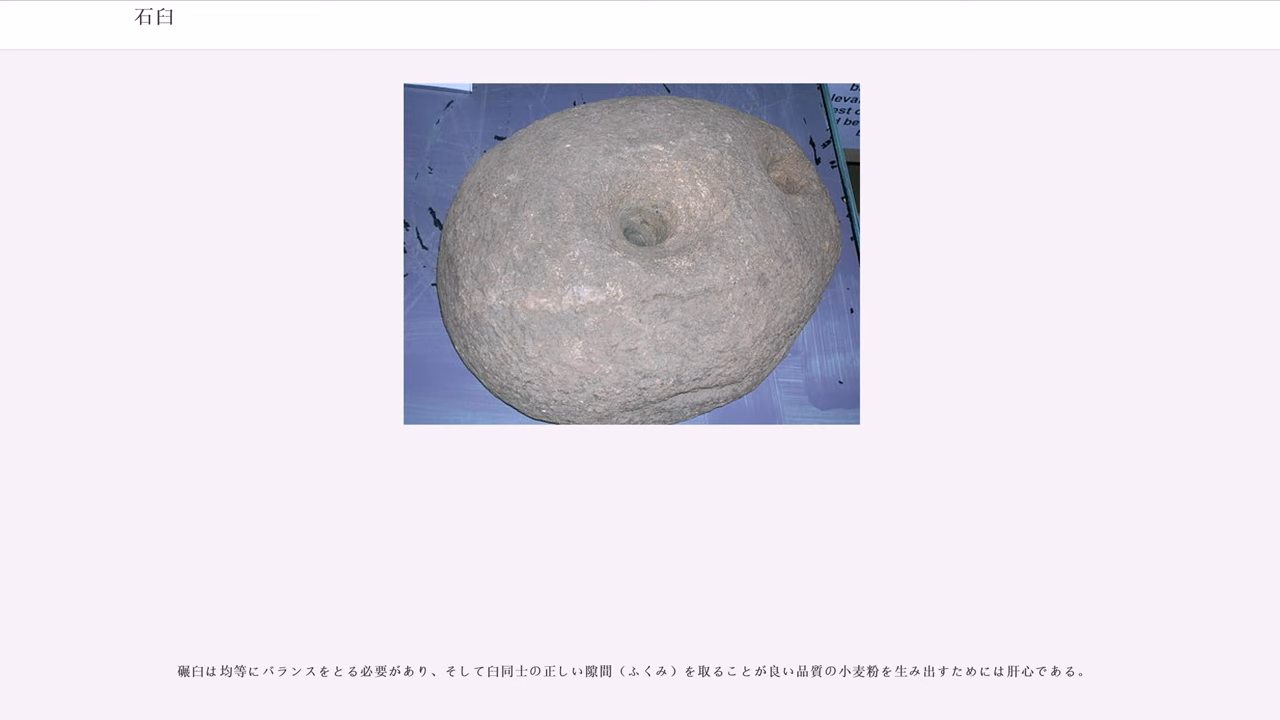 石臼
碾臼は均等にバランスをとる必要があり、そして臼同士の正しい隙間（ふくみ）を取ることが良い品質の小麦粉を生み出すためには肝心である。